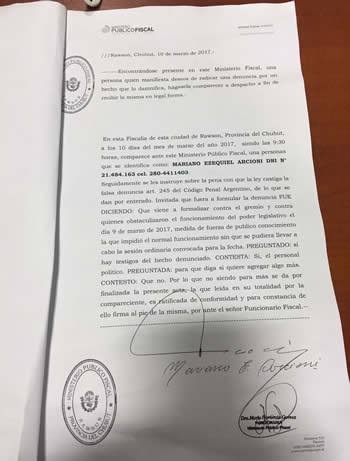 MINISTERIO
PÚBLICO FISCAL
///Rawson, Chubut, 10 de marzo de 2017.-
-------Encontrándose presente en este Ministerio Fiscal, una
persona quien manifiesta deseos de radicar una denuncia por un
hecho que lo damnifica, hágasela comparecer a despacho a fin de
recibir la misma en legal forma.
En esta Fiscalía de esta ciudad de Rawson, Provincia del Chubut,
a los 10 días del mes de marzo del año 2017, siendo las 9:30
horas, comparece ante este Ministerio Público Fiscal, una personas
que se identifica como: MARIANO ESEQUIEL ARCIONI DNI N°
21.484.163 cel. 280-4411403.
Seguidamente se les instruye sobre la pena con que la ley castiga la
falsa denuncia art. 245 del Código Penal Argentino, de lo que se
dan por enterado. Invitada que fuera a formular la denuncia FUE
DICIENDO: Que viene a formalizar contra el gremio y contra
quienes obstaculizaron el funcionamiento del poder legislativo el
dia 9 de marzo de 2017, medida de fuerza de publico conocimiento
la que impidió el normal funcionamiento sin que se pudiera llevar a
cabo la sesión ordinaria convocada para la fecha. PREGUNTADO: si
hay testigos del hecho denunciado. CONTESTA: Si, el personal
político. PREGUNTADA: para que diga si quiere agregar algo más.
CONTESTO: Que no. Por lo que no siendo para más se da por
finalizada la presente acta, la que leida en su totalidad por la
compareciente, es ratificada de conformidad y para constancia de
ello firma al pie de la misma, por ante el señor Funcionario Fiscal.---
Mariano E. Arcioni
MINISTERIO PUBLICO FISCAL
PROVINCIA DEL CHUBUT
FUNCIONARIA
Ministerio Público Fiscal